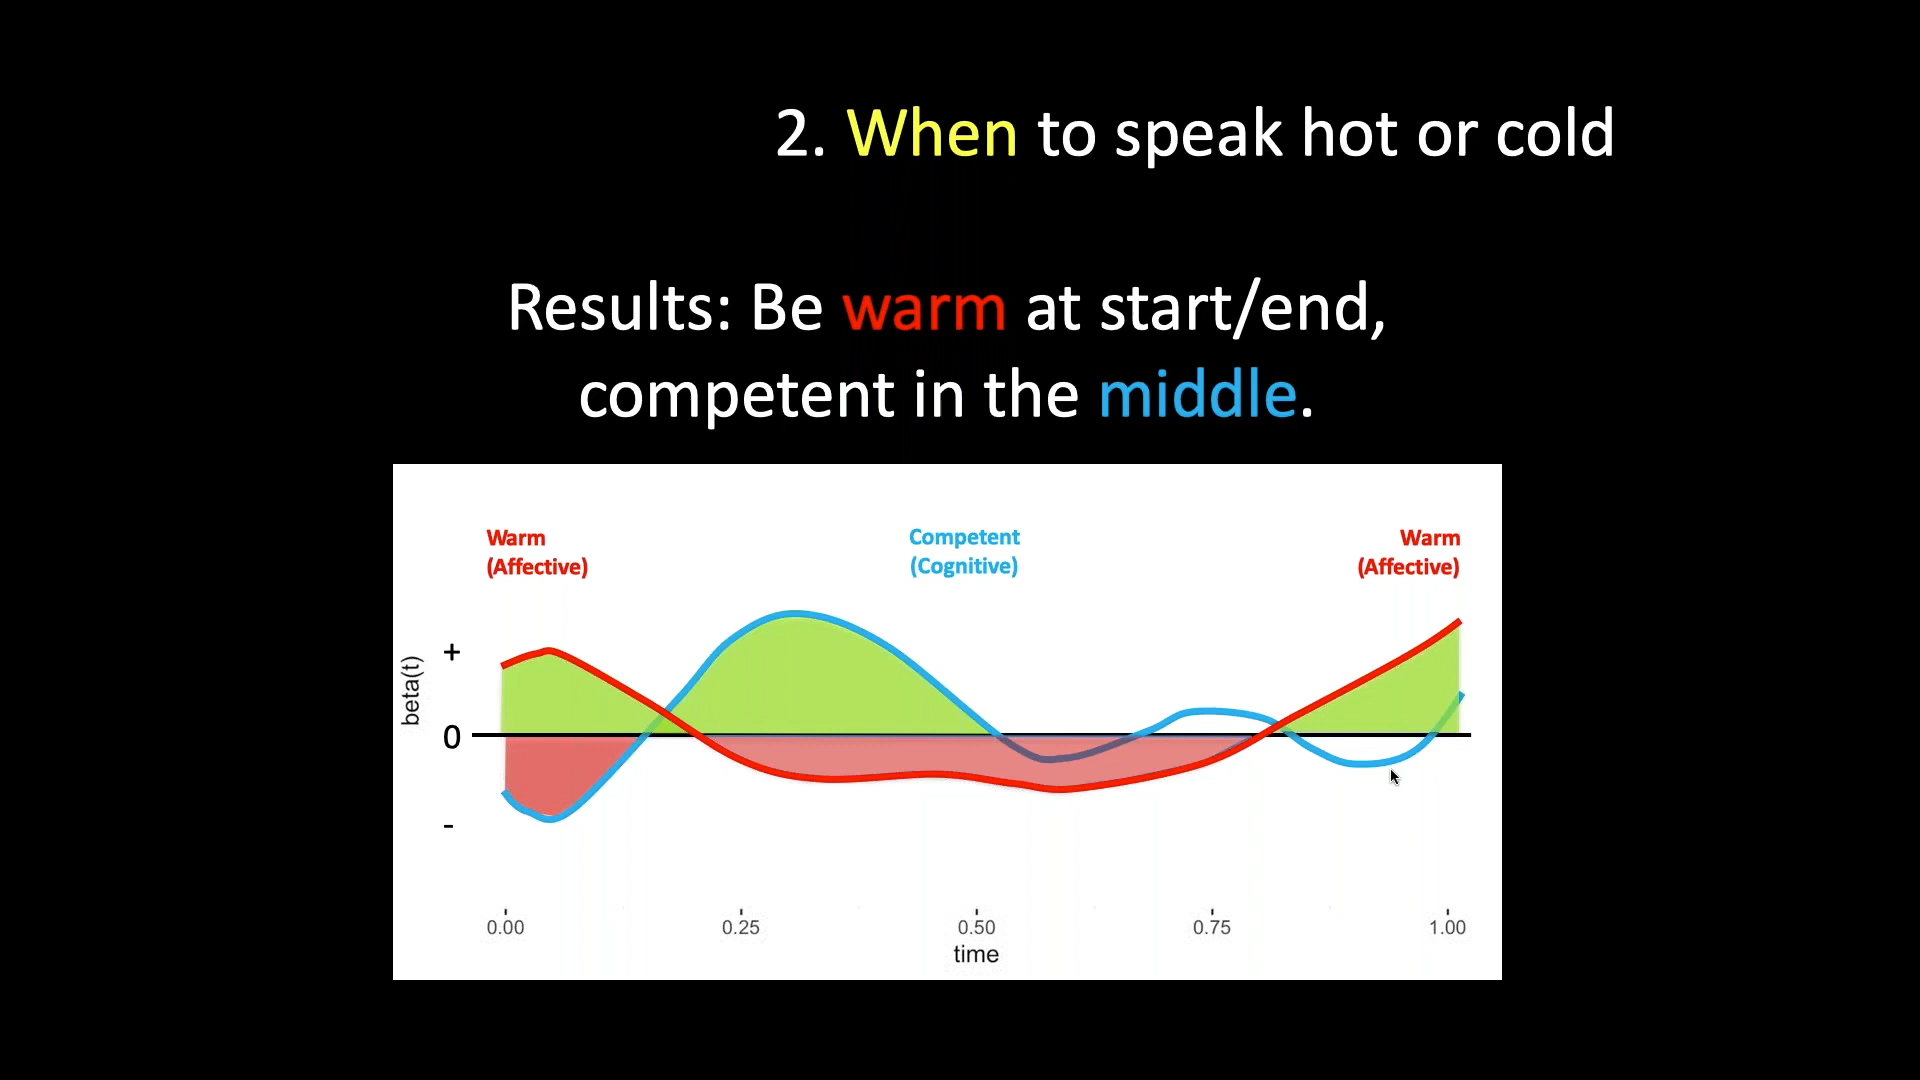 2. When to speak hot or cold
Results: Be warm at start/end,
competent in the middle.
Warm
(Affective)
Competent
(Cognitive)
Warm
(Affective)
beta(t)
+
0
-
0.00 0.25 0.50 0.75 1.00
time